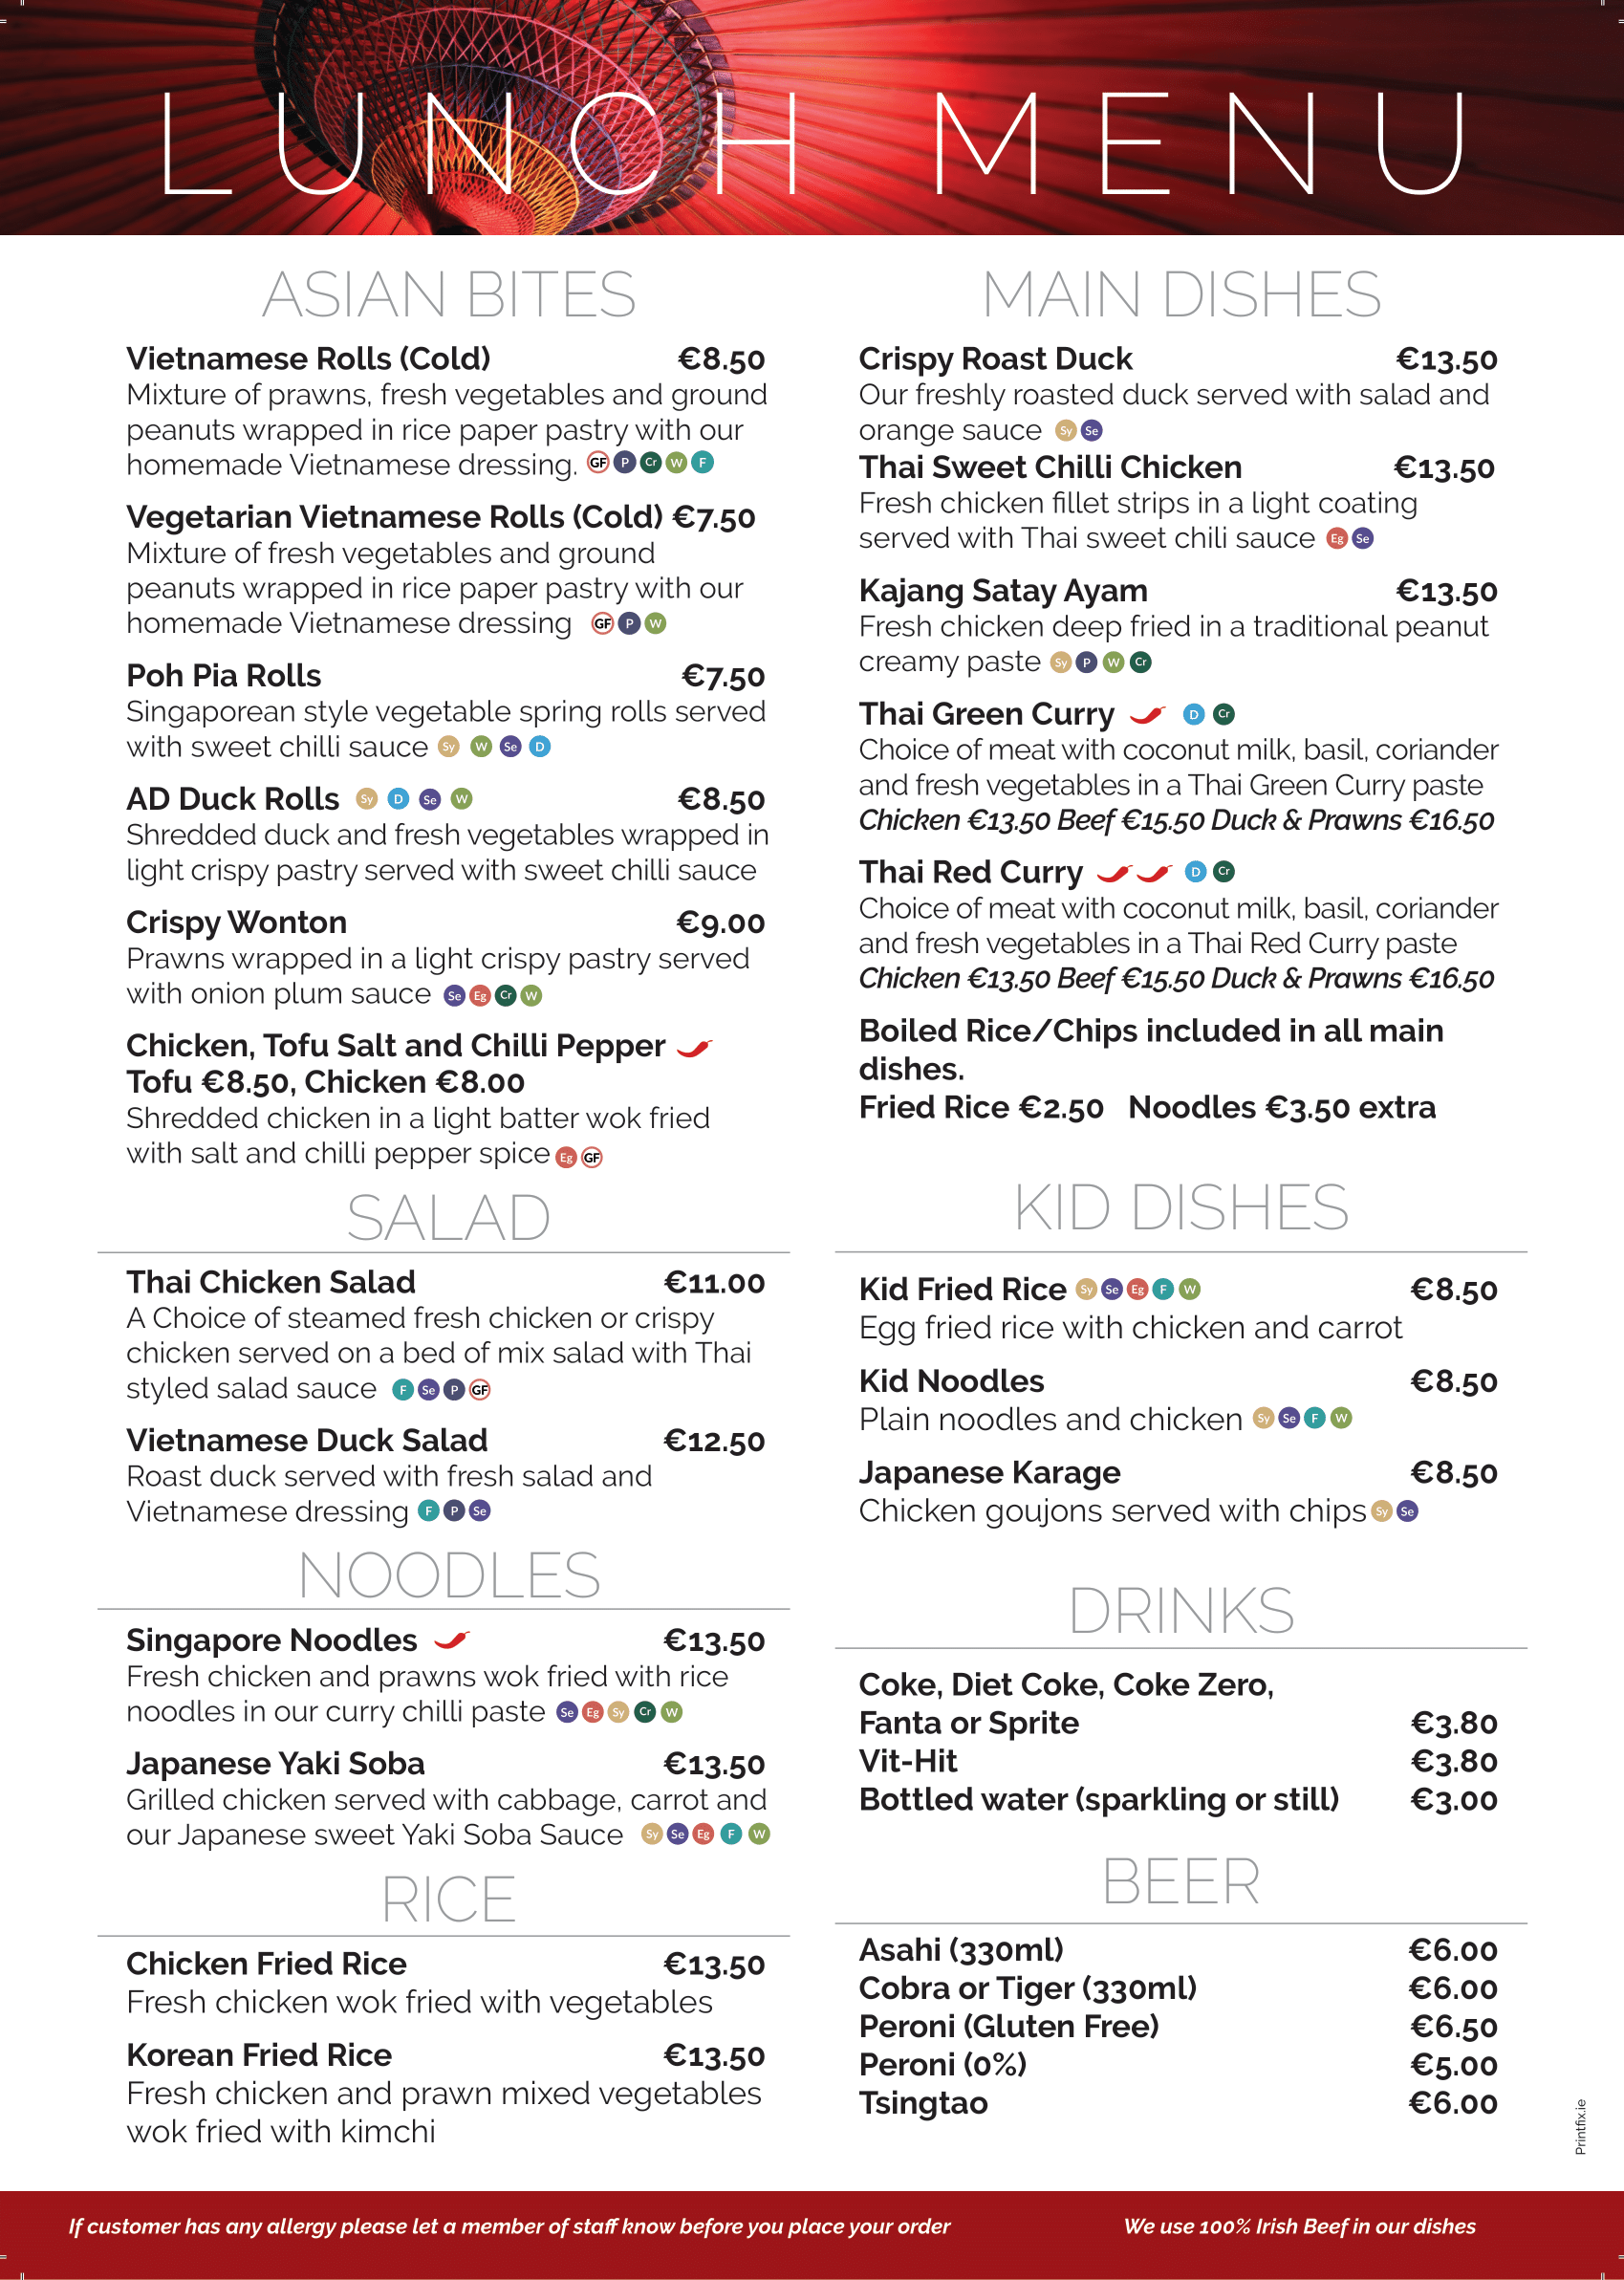 LUNCH MENU
ASIAN BITES
Vietnamese Rolls (Cold) €8.50
Mixture of prawns, fresh vegetables and ground
peanuts wrapped in rice paper pastry with our
homemade Vietnamese dressing. GF P Cr W F
Vegetarian Vietnamese Rolls (Cold) €7.50
Mixture of fresh vegetables and ground
peanuts wrapped in rice paper pastry with our
homemade Vietnamese dressing GF P W
Poh Pia Rolls €7.50
Singaporean style vegetable spring rolls served
with sweet chilli sauce Sy W Se D
AD Duck Rolls Sy D Se W €8.50
Shredded duck and fresh vegetables wrapped in
light crispy pastry served with sweet chilli sauce
Crispy Wonton €9.00
Prawns wrapped in a light crispy pastry served
with onion plum sauce Se Eg Cr W
Chicken, Tofu Salt and Chilli Pepper
Tofu €8.50, Chicken €8.00
Shredded chicken in a light batter wok fried
with salt and chilli pepper spice Eg GF
SALAD
Thai Chicken Salad €11.00
A Choice of steamed fresh chicken or crispy
chicken served on a bed of mix salad with Thai
styled salad sauce F Se P GF
Vietnamese Duck Salad €12.50
Roast duck served with fresh salad and
Vietnamese dressing F P Se
NOODLES
Singapore Noodles €13.50
Fresh chicken and prawns wok fried with rice
noodles in our curry chilli paste Se Eg Sy Cr W
Japanese Yaki Soba €13.50
Grilled chicken served with cabbage, carrot and
our Japanese sweet Yaki Soba Sauce Sy Se Eg F W
RICE
Chicken Fried Rice €13.50
Fresh chicken wok fried with vegetables
Korean Fried Rice €13.50
Fresh chicken and prawn mixed vegetables
wok fried with kimchi
MAIN DISHES
Crispy Roast Duck €13.50
Our freshly roasted duck served with salad and
orange sauce Sy Se
Thai Sweet Chilli Chicken €13.50
Fresh chicken fillet strips in a light coating
served with Thai sweet chili sauce Eg Se
Kajang Satay Ayam €13.50
Fresh chicken deep fried in a traditional peanut
creamy paste Sy P W Cr
Thai Green Curry D Cr
Choice of meat with coconut milk, basil, coriander
and fresh vegetables in a Thai Green Curry paste
Chicken €13.50 Beef €15.50 Duck & Prawns €16.50
Thai Red Curry D Cr
Choice of meat with coconut milk, basil, coriander
and fresh vegetables in a Thai Red Curry paste
Chicken €13.50 Beef €15.50 Duck & Prawns €16.50
Boiled Rice/Chips included in all main
dishes.
Fried Rice €2.50 Noodles €3.50 extra
KID DISHES
Kid Fried Rice Sy Se Eg F W €8.50
Egg fried rice with chicken and carrot
Kid Noodles €8.50
Plain noodles and chicken Sy Se F W
Japanese Karage €8.50
Chicken goujons served with chips Sy Se
DRINKS
Coke, Diet Coke, Coke Zero,
Fanta or Sprite €3.80
Vit-Hit €3.80
Bottled water (sparkling or still) €3.00
BEER
Asahi (330ml) €6.00
Cobra or Tiger (330ml) €6.00
Peroni (Gluten Free) €6.50
Peroni (0%) €5.00
Tsingtao €6.00
Printfix.ie
If customer has any allergy please let a member of staff know before you place your order
We use 100% Irish Beef in our dishes